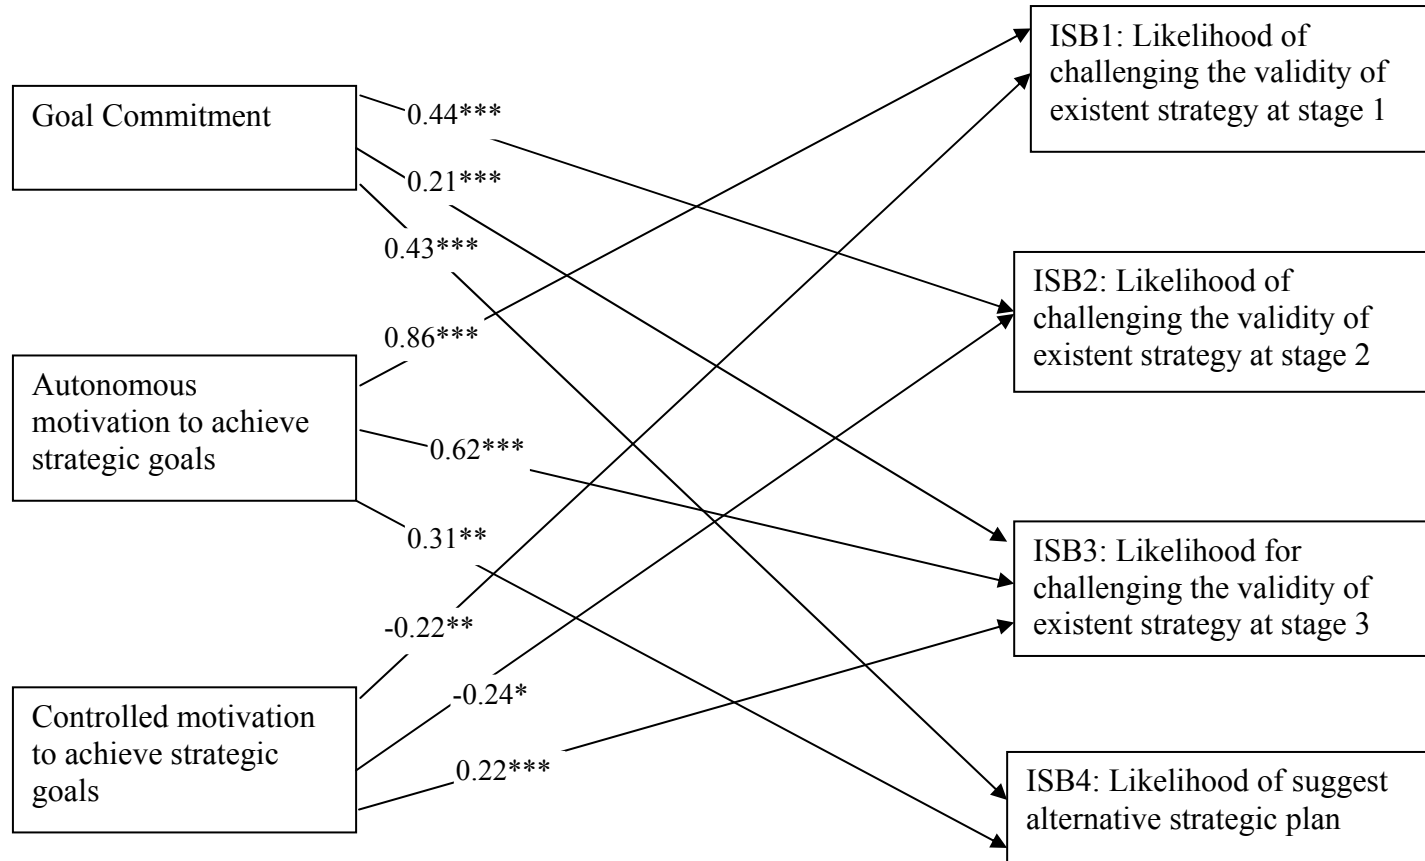 Goal Commitment
Autonomous
motivation to achieve
strategic goals
Controlled motivation
to achieve strategic
goals
0.44***
0.21***
0.43***
0.86***
0.62***
0.31**
-0.22**
-0.24*
0.22***
ISB1: Likelihood of
challenging the validity of
existent strategy at stage 1
ISB2: Likelihood of
challenging the validity of
existent strategy at stage 2
ISB3: Likelihood for
challenging the validity of
existent strategy at stage 3
ISB4: Likelihood of suggest
alternative strategic plan